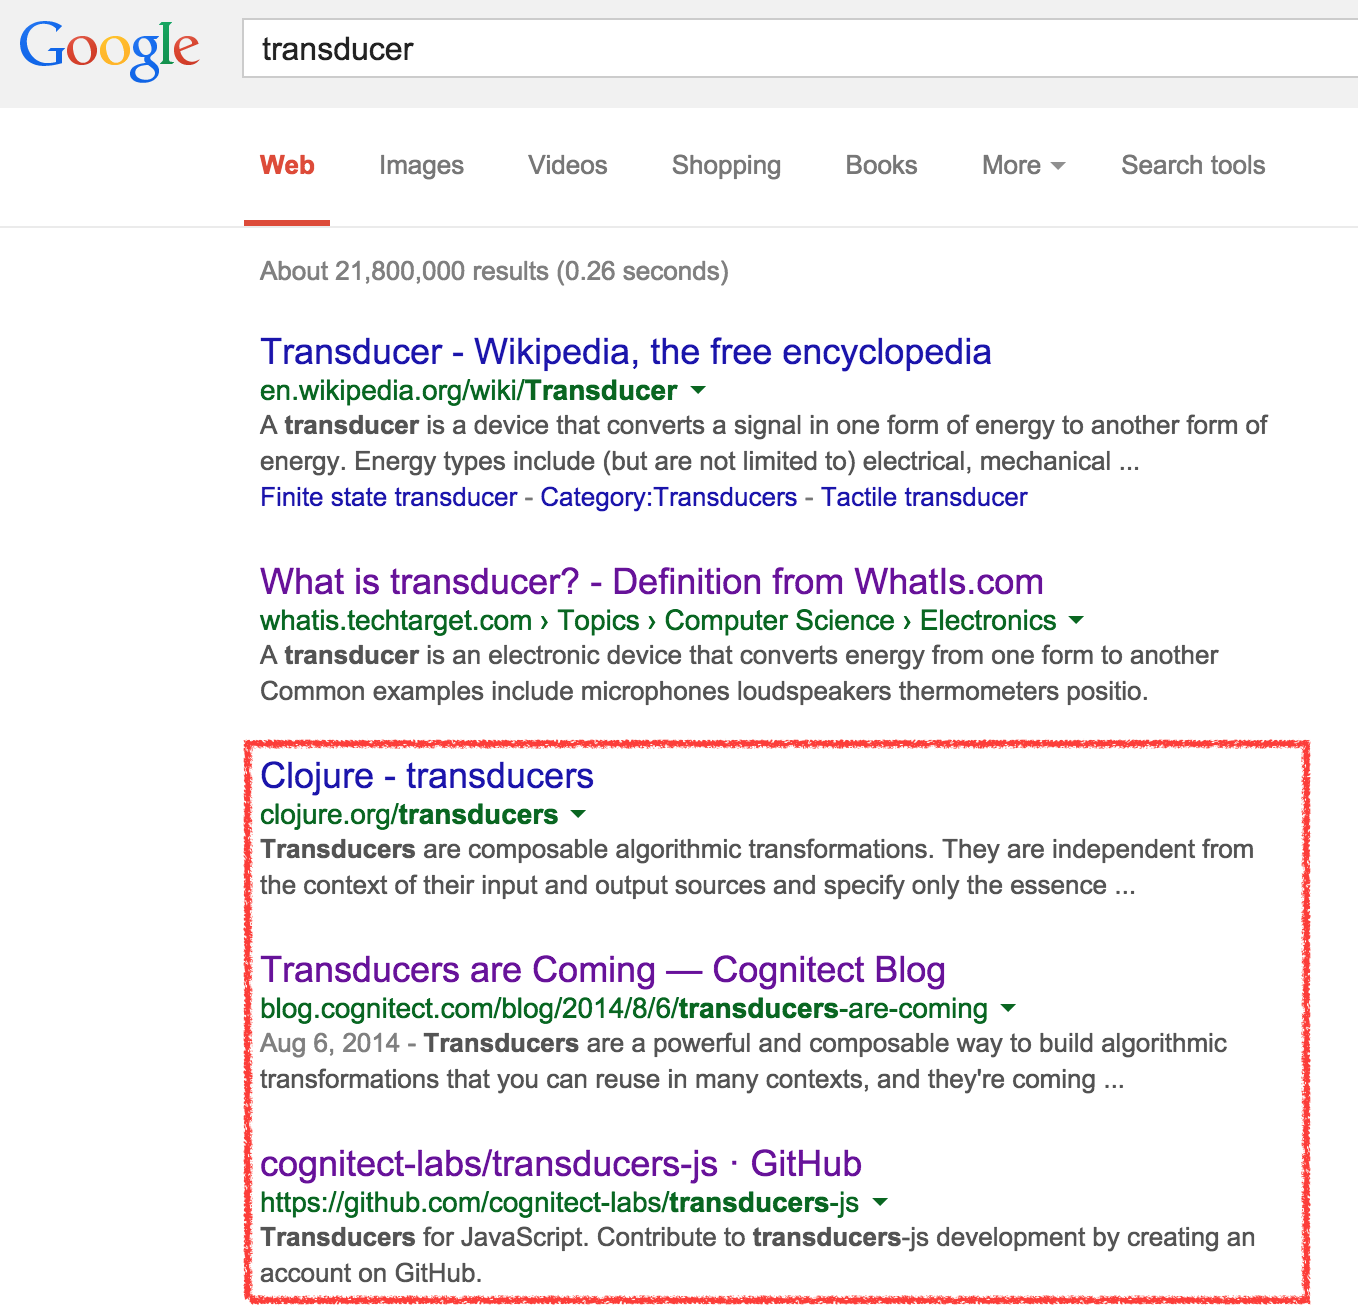 Google
transducer
Web Images Videos Shopping Books More Search tools
About 21,800,000 results (0.26 seconds)
Transducer - Wikipedia, the free encyclopedia
en.wikipedia.org/wiki/Transducer
A transducer is a device that converts a signal in one form of energy to another form of
energy. Energy types include (but are not limited to) electrical, mechanical ...
Finite state transducer - Category:Transducers - Tactile transducer
What is transducer? - Definition from WhatIs.com
whatis.techtarget.com › Topics › Computer Science › Electronics
A transducer is an electronic device that converts energy from one form to another
Common examples include microphones loudspeakers thermometers positio.
Clojure - transducers
clojure.org/transducers
Transducers are composable algorithmic transformations. They are independent from
the context of their input and output sources and specify only the essence ...
Transducers are Coming — Cognitect Blog
blog.cognitect.com/blog/2014/8/6/transducers-are-coming
Aug 6, 2014 - Transducers are a powerful and composable way to build algorithmic
transformations that you can reuse in many contexts, and they're coming ...
cognitect-labs/transducers-js · GitHub
https://github.com/cognitect-labs/transducers-js
Transducers for JavaScript. Contribute to transducers-js development by creating an
account on GitHub.